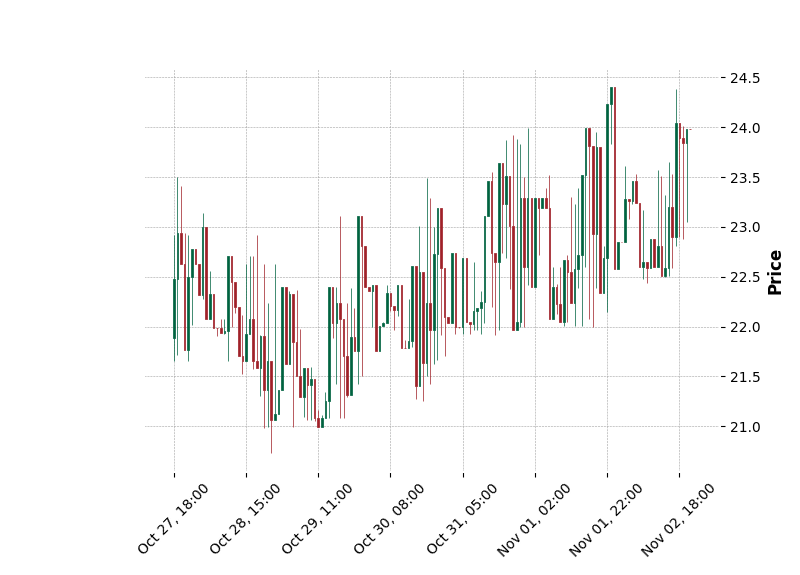 24.5
24.0
23.5
23.0
22.5
22.0
21.5
21.0
Price
Oct 27, 18:00
Oct 28, 15:00
Oct 29, 11:00
Oct 30, 08:00
Oct 31, 05:00
Nov 01, 02:00
Nov 01, 22:00
Nov 02, 18:00